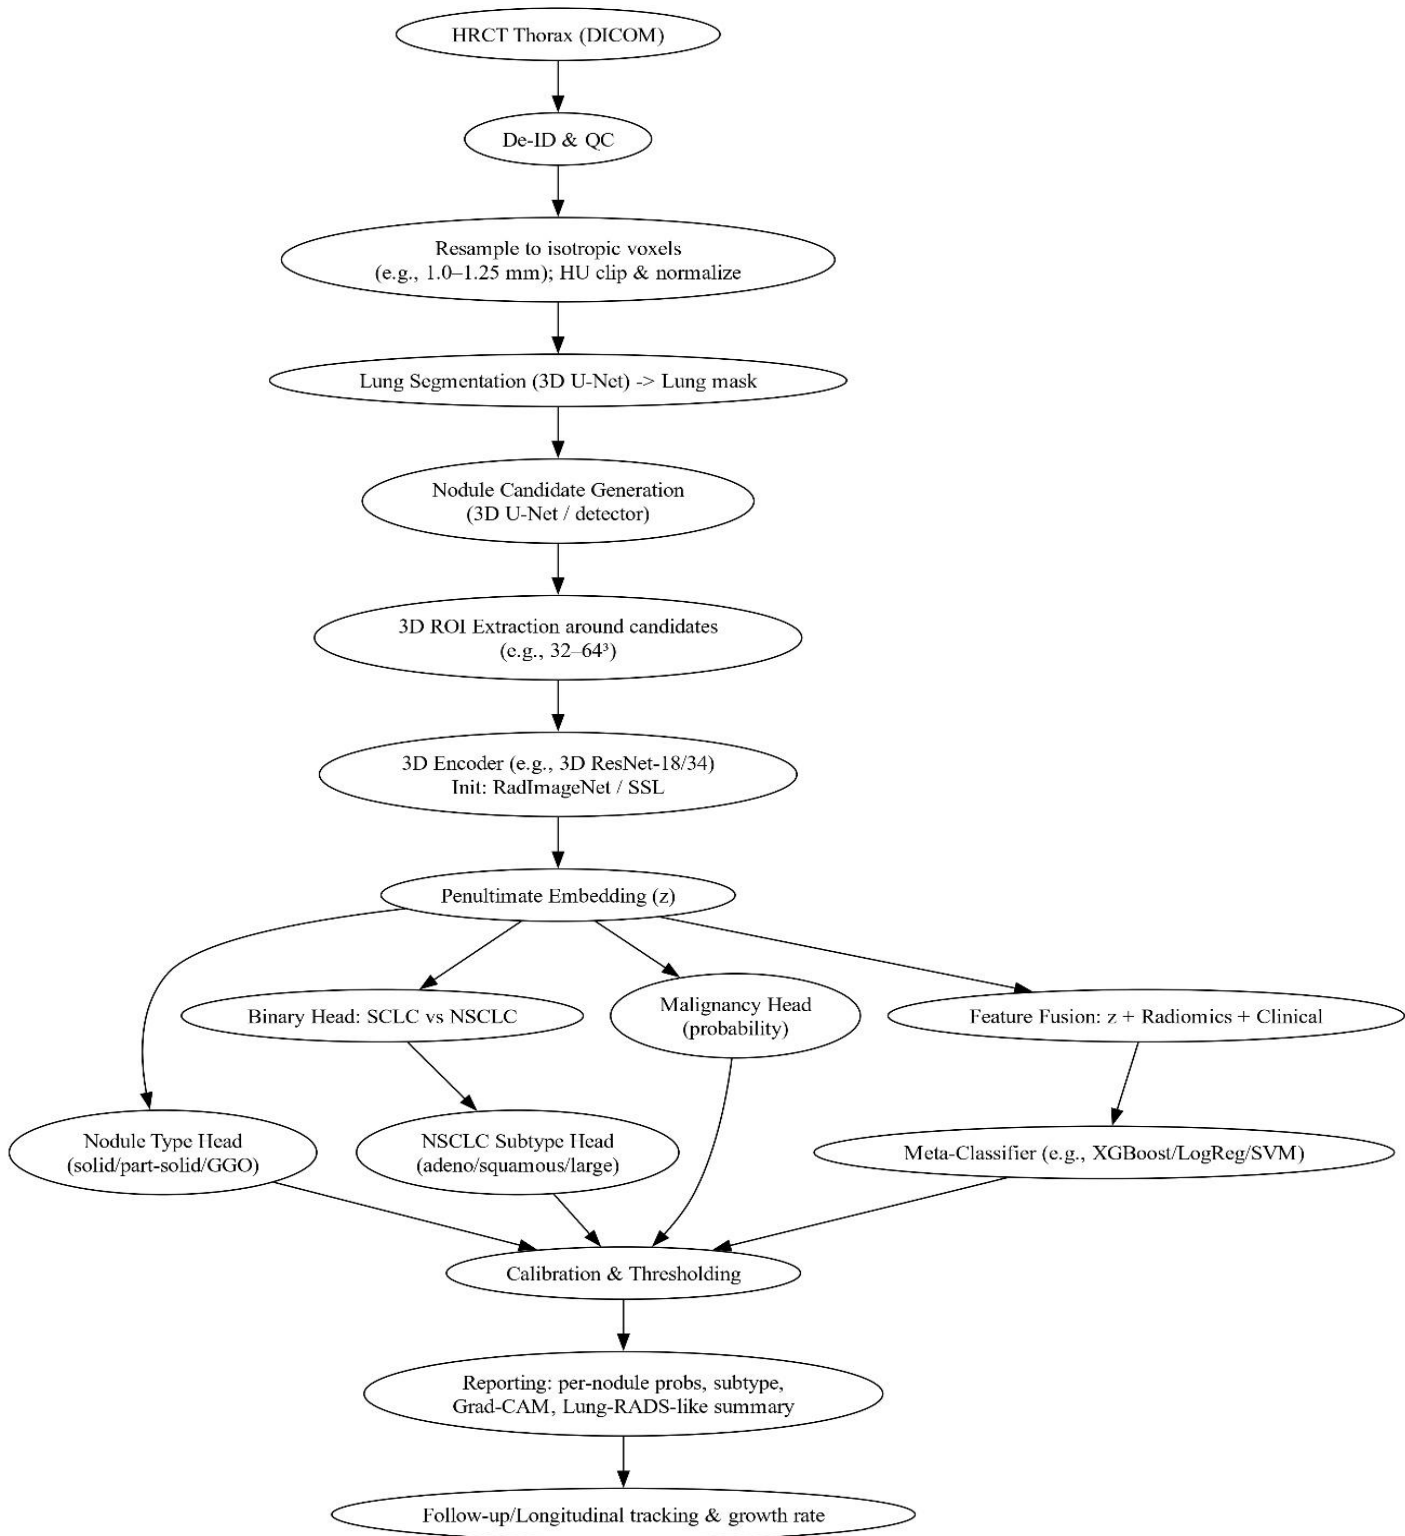 HRCT Thorax (DICOM)
De-ID & QC
Resample to isotropic voxels
(e.g., 1.0–1.25 mm); HU clip & normalize
Lung Segmentation (3D U-Net) -> Lung mask
Nodule Candidate Generation
(3D U-Net / detector)
3D ROI Extraction around candidates
(e.g., 32–64³)
3D Encoder (e.g., 3D ResNet-18/34)
Init: RadImageNet / SSL
Penultimate Embedding (z)
Binary Head: SCLC vs NSCLC
Malignancy Head
(probability)
Feature Fusion: z + Radiomics + Clinical
Nodule Type Head
(solid/part-solid/GGO)
NSCLC Subtype Head
(adeno/squamous/large)
Meta-Classifier (e.g., XGBoost/LogReg/SVM)
Calibration & Thresholding
Reporting: per-nodule probs, subtype,
Grad-CAM, Lung-RADS-like summary
Follow-up/Longitudinal tracking & growth rate